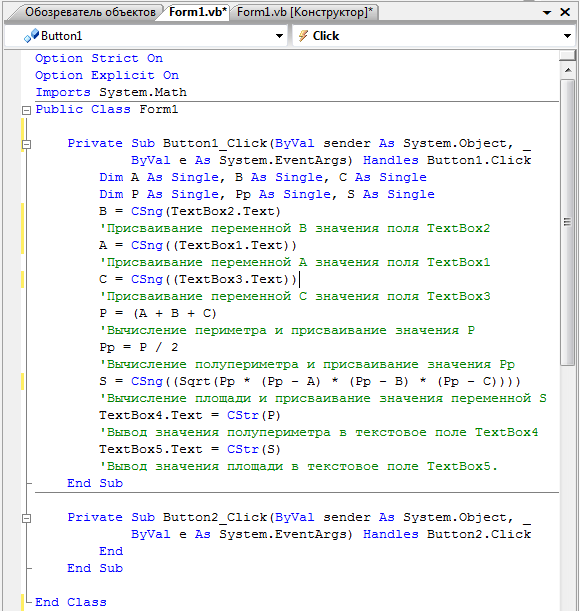 Обозреватель объектов Form1.vb* Form1.vb [Конструктор]*
Button1 Click
Option Strict On
Option Explicit On
Imports System.Math
Public Class Form1
Private Sub Button1_Click(ByVal sender As System.Object, _
ByVal e As System.EventArgs) Handles Button1.Click
Dim A As Single, B As Single, C As Single
Dim P As Single, Pp As Single, S As Single
B = CSng(TextBox2.Text)
'Присваивание переменной B значения поля TextBox2
A = CSng((TextBox1.Text))
'Присваивание переменной A значения поля TextBox1
C = CSng((TextBox3.Text))
'Присваивание переменной C значения поля TextBox3
P = (A + B + C)
'Вычисление периметра и присваивание значения P
Pp = P / 2
'Вычисление полупериметра и присваивание значения Pp
S = CSng((Sqrt(Pp * (Pp - A) * (Pp - B) * (Pp - C))))
'Вычисление площади и присваивание значения переменной S
TextBox4.Text = CStr(P)
'Вывод значения полупериметра в текстовое поле TextBox4
TextBox5.Text = CStr(S)
'Вывод значения площади в текстовое поле TextBox5.
End Sub
Private Sub Button2_Click(ByVal sender As System.Object, _
ByVal e As System.EventArgs) Handles Button2.Click
End
End Sub
End Class